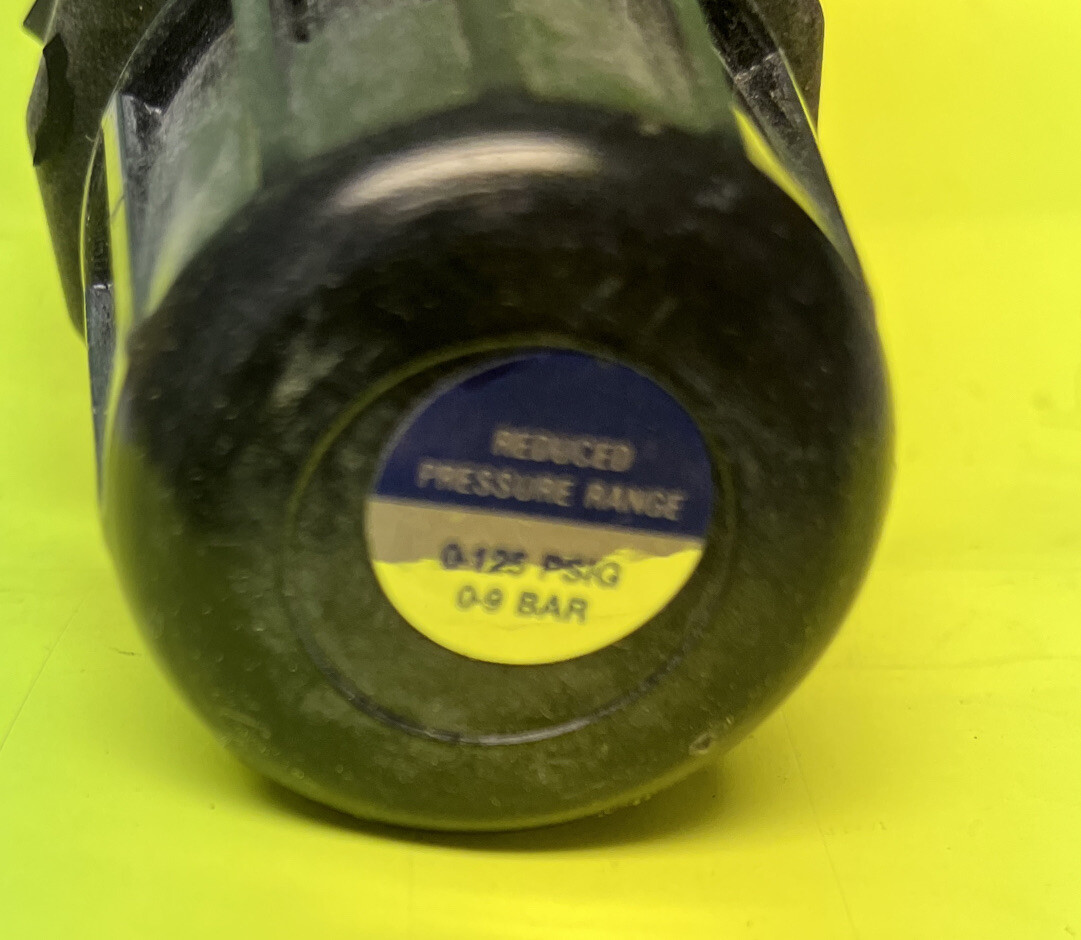 REDUCED
PRESSURE RANGE
0-125 PSIG
0-9 BAR